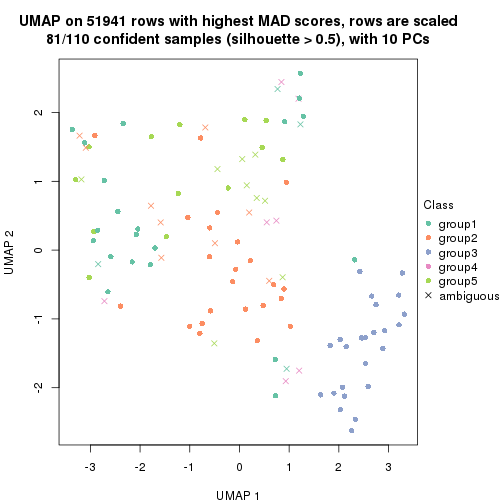 UMAP on 51941 rows with highest MAD scores, rows are scaled
81/110 confident samples (silhouette > 0.5), with 10 PCs
2
1
0
-1
-2
UMAP 2
-3
-2
-1
0
1
2
3
UMAP 1
Class
group1
group2
group3
group4
group5
ambiguous